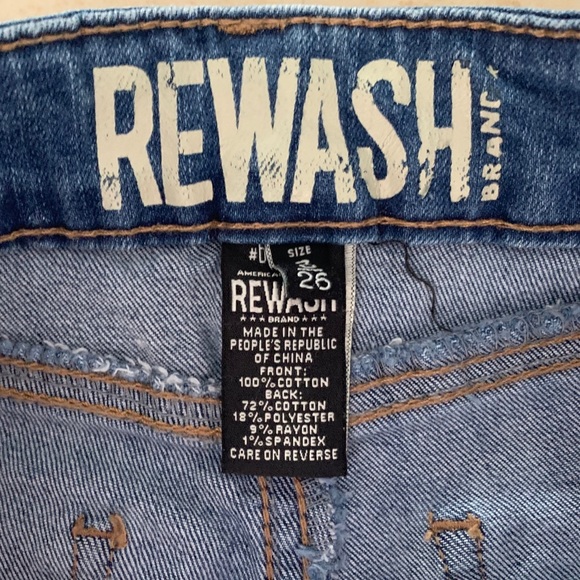 REWASH
BRAND
SIZE
26
REWASH
BRAND
MADE IN THE
PEOPLE'S REPUBLIC
OF CHINA
FRONT:
100%COTTON
BACK:
72%COTTON
18%POLYESTER
9%RAYON
1%SPANDEX
CARE ON REVERSE